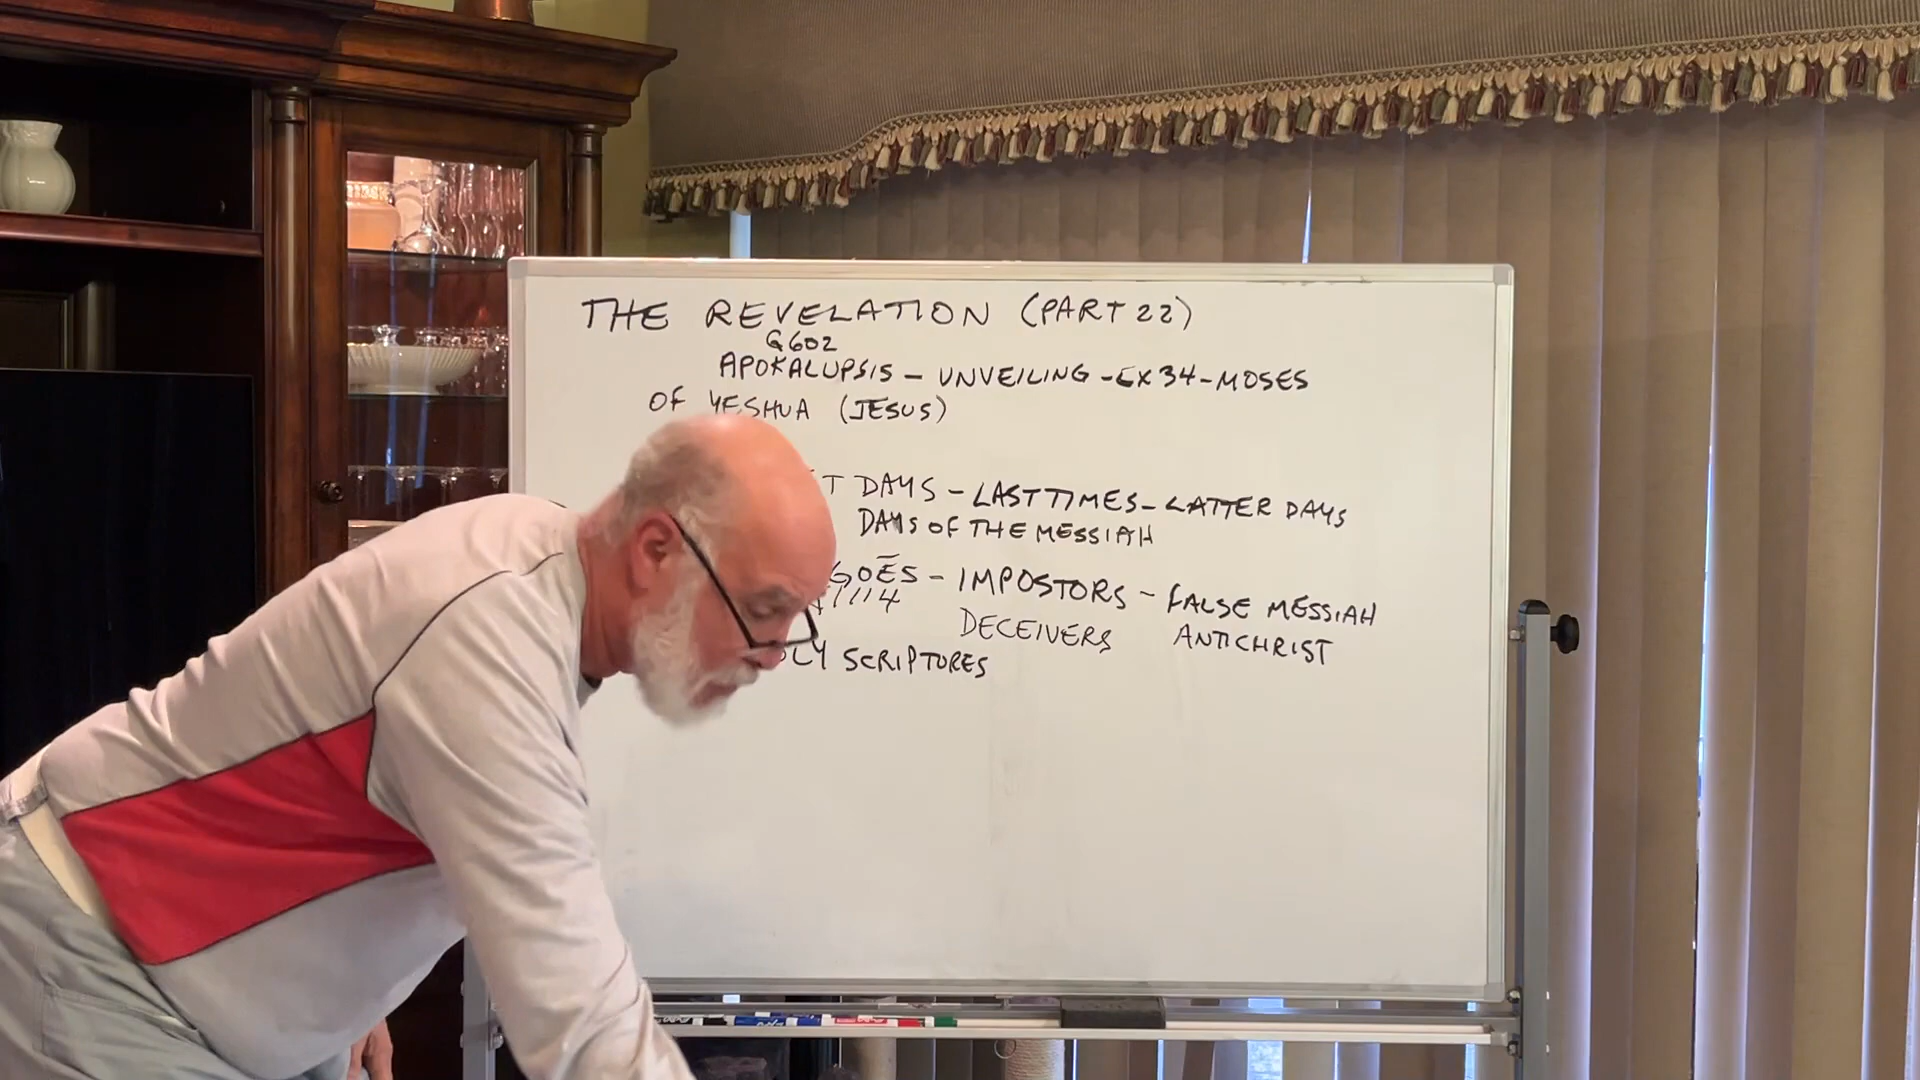 THE REVELATION (PART 22)
G602
APOKALUPSIS - UNVEILING - EX 34 - MOSES
OF YESHUA (JESUS)
DAYS - LAST TIMES - LATTER DAYS
DAYS OF THE MESSIAH
GOĒS - IMPOSTORS - FALSE MESSIAH
DECEIVERS ANTICHRIST
SCRIPTORES